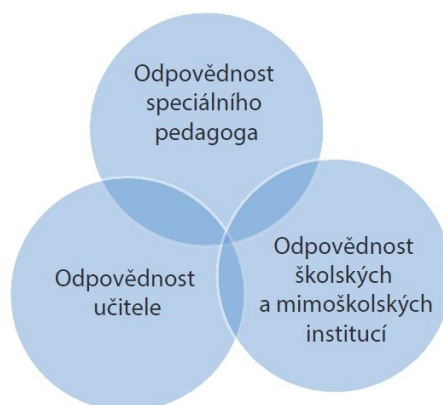 Odpovědnost
speciálního
pedagoga
Odpovědnost
učitele
Odpovědnost
školských
a mimoškolských
institucí